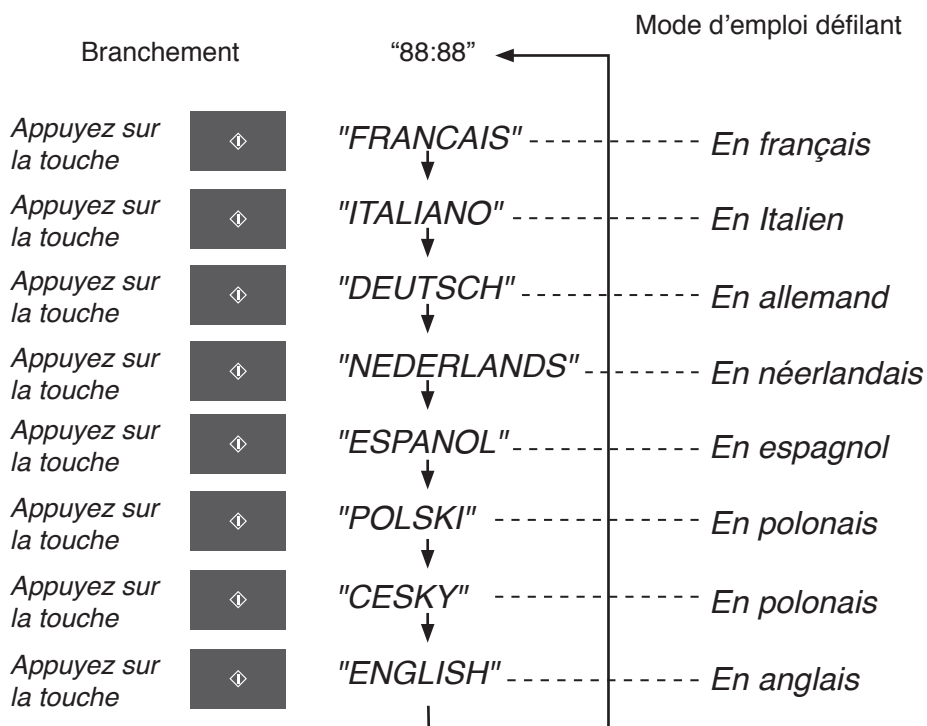 Mode d'emploi défilant
Branchement “88:88”
Appuyez sur
la touche
"FRANCAIS" En français
Appuyez sur
la touche
"ITALIANO" En Italien
Appuyez sur
la touche
"DEUTSCH" En allemand
Appuyez sur
la touche
"NEDERLANDS" En néerlandais
Appuyez sur
la touche
"ESPANOL" En espagnol
Appuyez sur
la touche
"POLSKI" En polonais
Appuyez sur
la touche
"CESKY" En polonais
Appuyez sur
la touche
"ENGLISH" En anglais